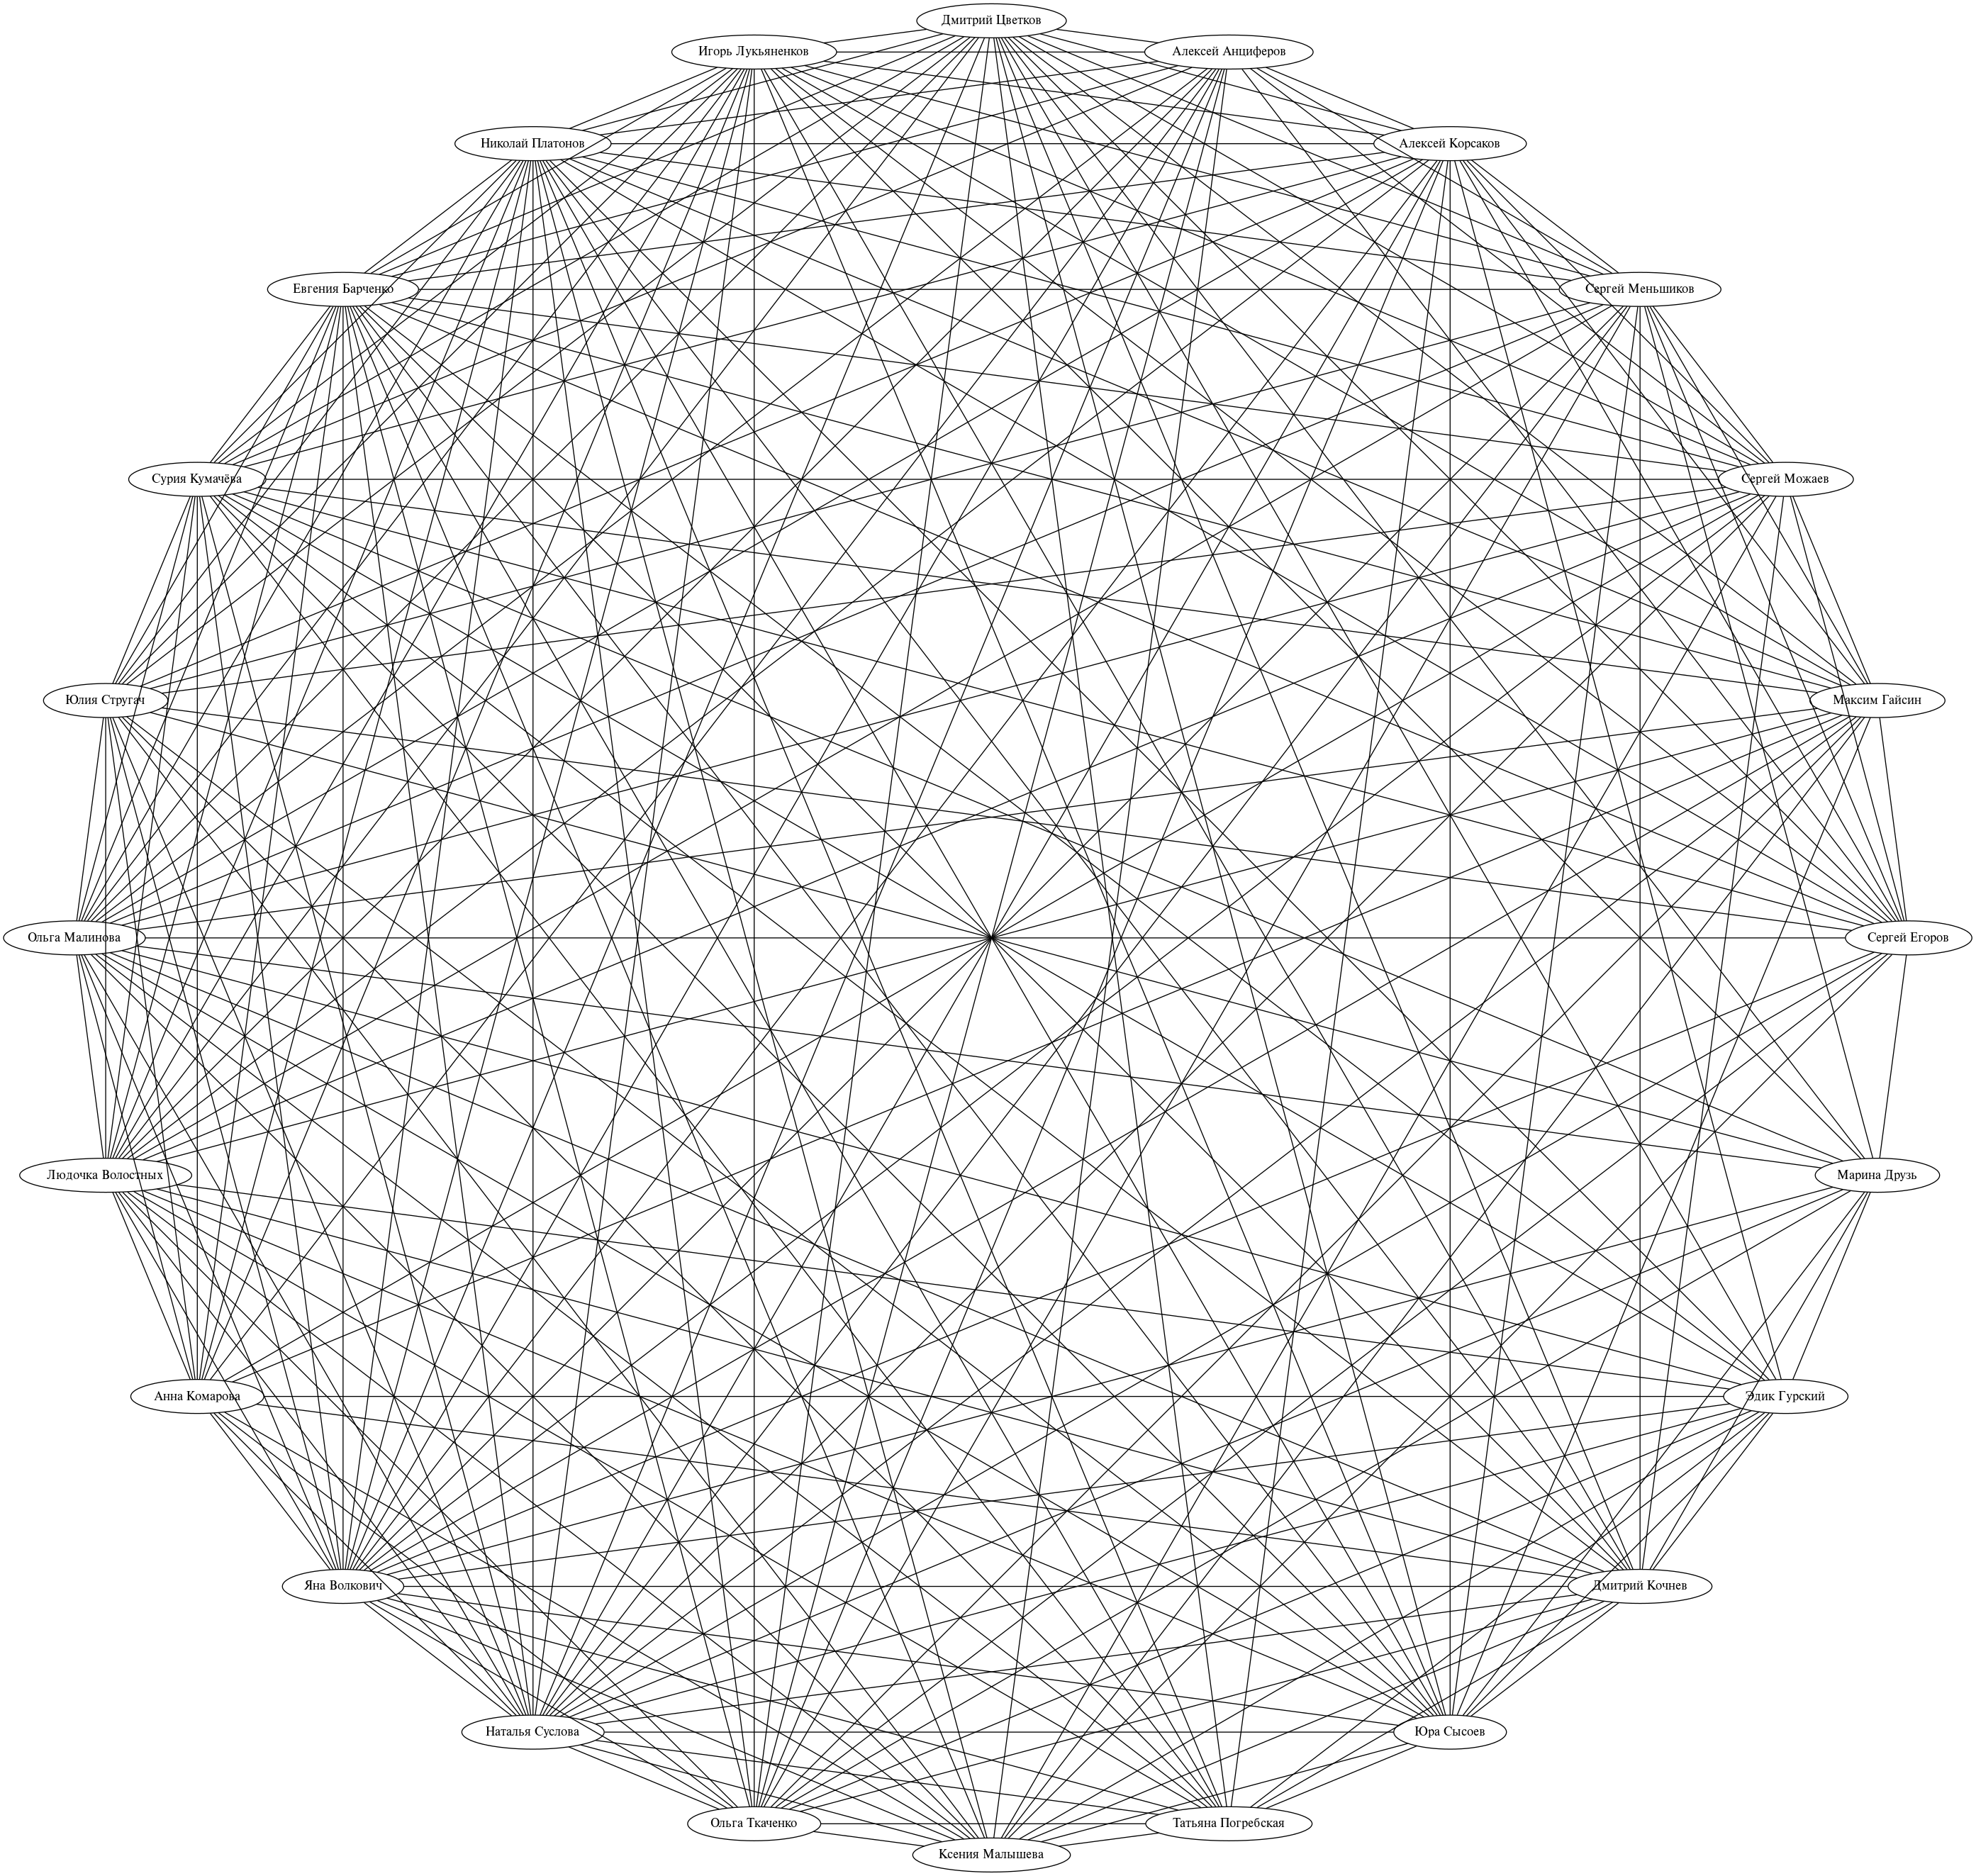 Дмитрий Цветков
Игорь Лукьяненков
Алексей Анциферов
Николай Платонов
Алексей Корсаков
Евгения Барченко
Сергей Меньшиков
Сурия Кумачёва
Сергей Можаев
Юлия Стругач
Максим Гайсин
Ольга Малинова
Сергей Егоров
Людочка Волостных
Марина Друзь
Анна Комарова
Эдик Гурский
Яна Волкович
Дмитрий Кочнев
Наталья Суслова
Юра Сысоев
Ольга Ткаченко
Татьяна Погребская
Ксения Малышева